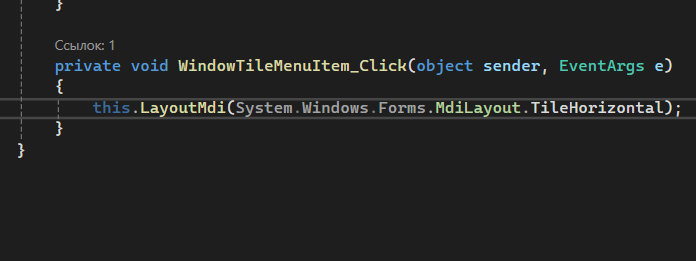 }
Ссылок: 1
private void WindowTileMenuItem_Click(object sender, EventArgs e)
{
this.LayoutMdi(System.Windows.Forms.MdiLayout.TileHorizontal);
}
}